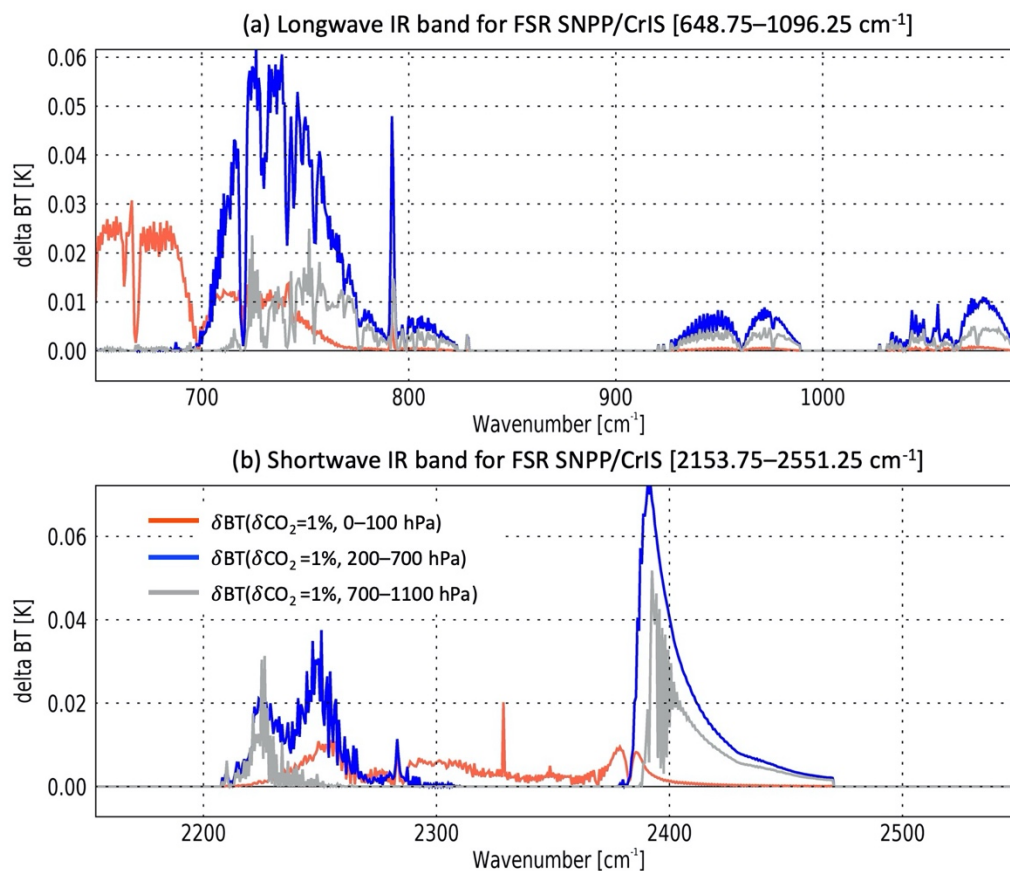 (a) Longwave IR band for FSR SNPP/CrIS [648.75–1096.25 cm⁻¹]
0.06
0.05
0.04
0.03
0.02
0.01
0.00
delta BT [K]
700 800 900 1000
Wavenumber [cm⁻¹]
(b) Shortwave IR band for FSR SNPP/CrIS [2153.75–2551.25 cm⁻¹]
0.06
0.04
0.02
0.00
delta BT [K]
δBT(δCO₂=1%, 0–100 hPa)
δBT(δCO₂=1%, 200–700 hPa)
δBT(δCO₂=1%, 700–1100 hPa)
2200 2300 2400 2500
Wavenumber [cm⁻¹]